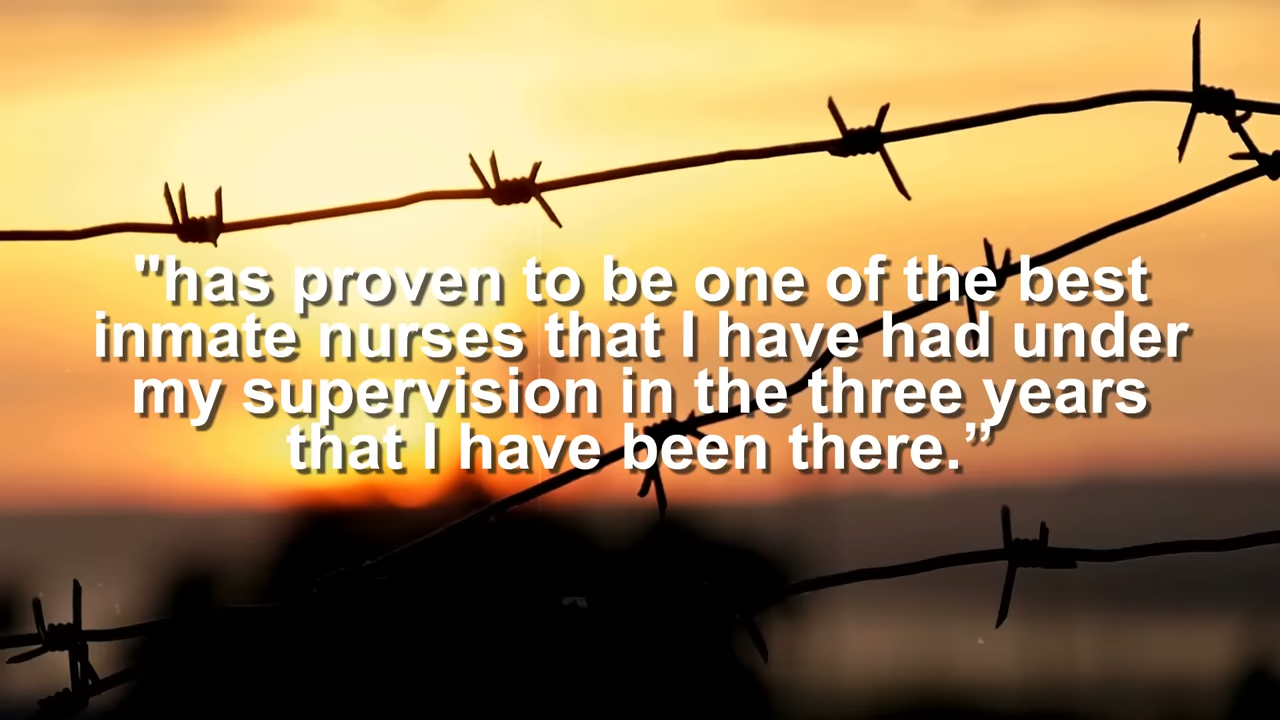 "has proven to be one of the best
inmate nurses that I have had under
my supervision in the three years
that I have been there.”